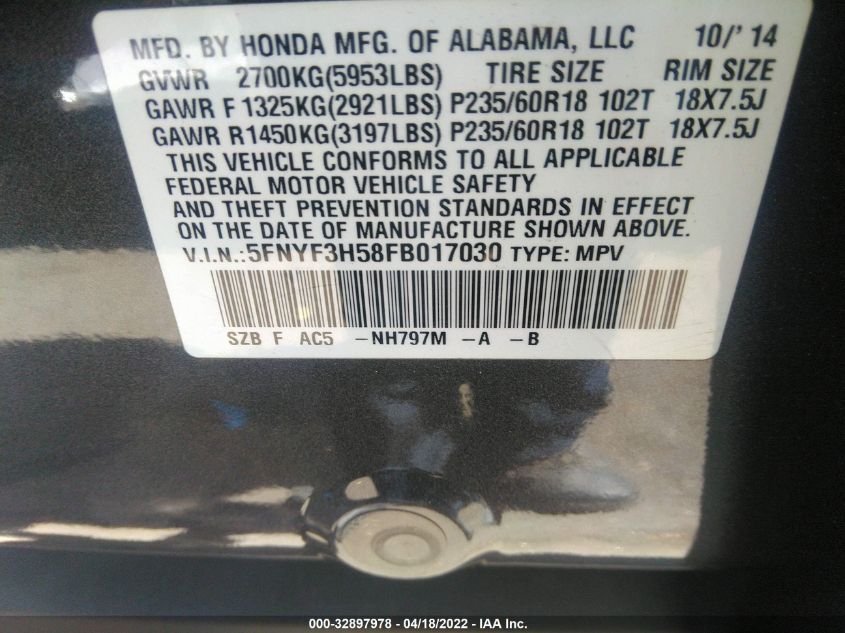 MFD. BY HONDA MFG. OF ALABAMA, LLC 10/'14
GVWR 2700KG(5953LBS) TIRE SIZE RIM SIZE
GAWR F 1325KG(2921LBS) P235/60R18 102T 18X7.5J
GAWR R1450KG(3197LBS) P235/60R18 102T 18X7.5J
THIS VEHICLE CONFORMS TO ALL APPLICABLE
FEDERAL MOTOR VEHICLE SAFETY
AND THEFT PREVENTION STANDARDS IN EFFECT
ON THE DATE OF MANUFACTURE SHOWN ABOVE.
V.I.N.:5FNYF3H58FB017030 TYPE: MPV
SZB F AC5 -NH797M -A -B
000-32897978 - 04/18/2022 - IAA Inc.